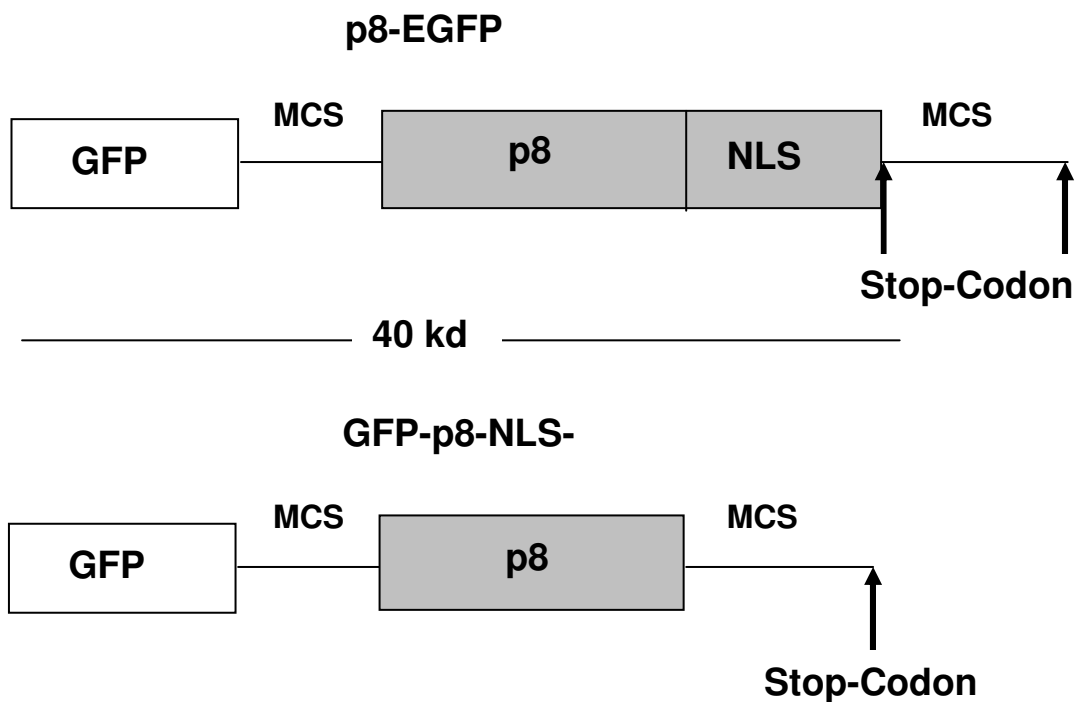 p8-EGFP
GFP MCS p8 NLS MCS
Stop-Codon
40 kd
GFP-p8-NLS-
GFP MCS p8 MCS
Stop-Codon